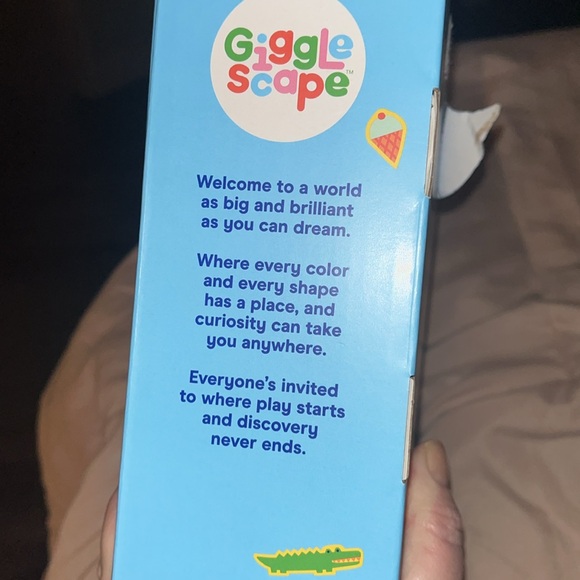 Giggle
Scape™
Welcome to a world
as big and brilliant
as you can dream.
Where every color
and every shape
has a place, and
curiosity can take
you anywhere.
Everyone's invited
to where play starts
and discovery
never ends.